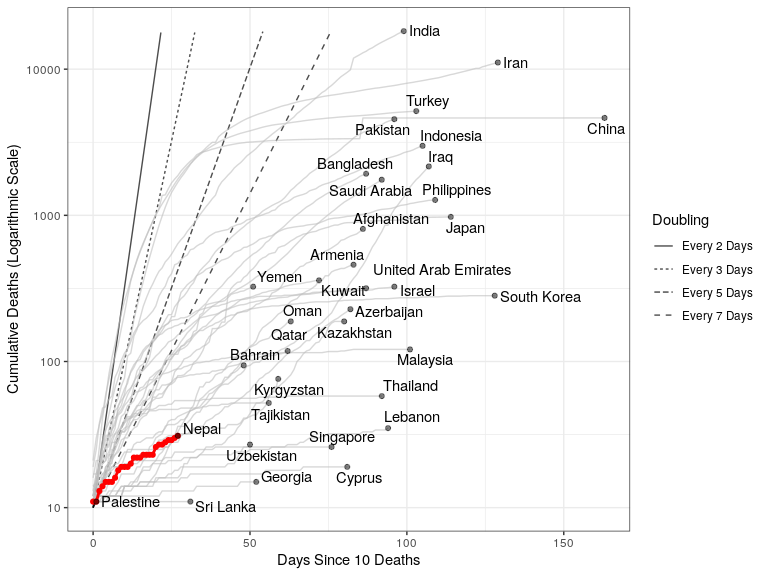 India
Iran
Turkey
Pakistan
China
Indonesia
Iraq
Bangladesh
Saudi Arabia
Philippines
Afghanistan
Japan
Armenia
United Arab Emirates
Yemen
Kuwait
Israel
South Korea
Oman
Azerbaijan
Qatar
Kazakhstan
Bahrain
Malaysia
Kyrgyzstan
Thailand
Tajikistan
Lebanon
Nepal
Singapore
Uzbekistan
Georgia
Cyprus
Palestine
Sri Lanka
10000
1000
100
10
0
50
100
150
Days Since 10 Deaths
Cumulative Deaths (Logarithmic Scale)
Doubling
Every 2 Days
Every 3 Days
Every 5 Days
Every 7 Days